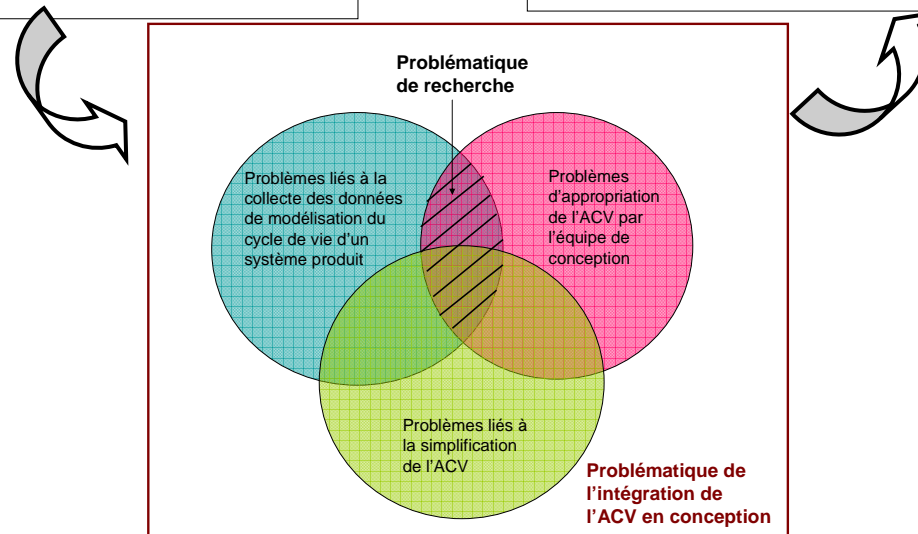 Problématique
de recherche
Problèmes liés à la
collecte des données
de modélisation du
cycle de vie d'un
système produit
Problèmes
d'appropriation
de l'ACV par
l'équipe de
conception
Problèmes liés à
la simplification
de l'ACV
Problématique de
l'intégration de
l'ACV en conception